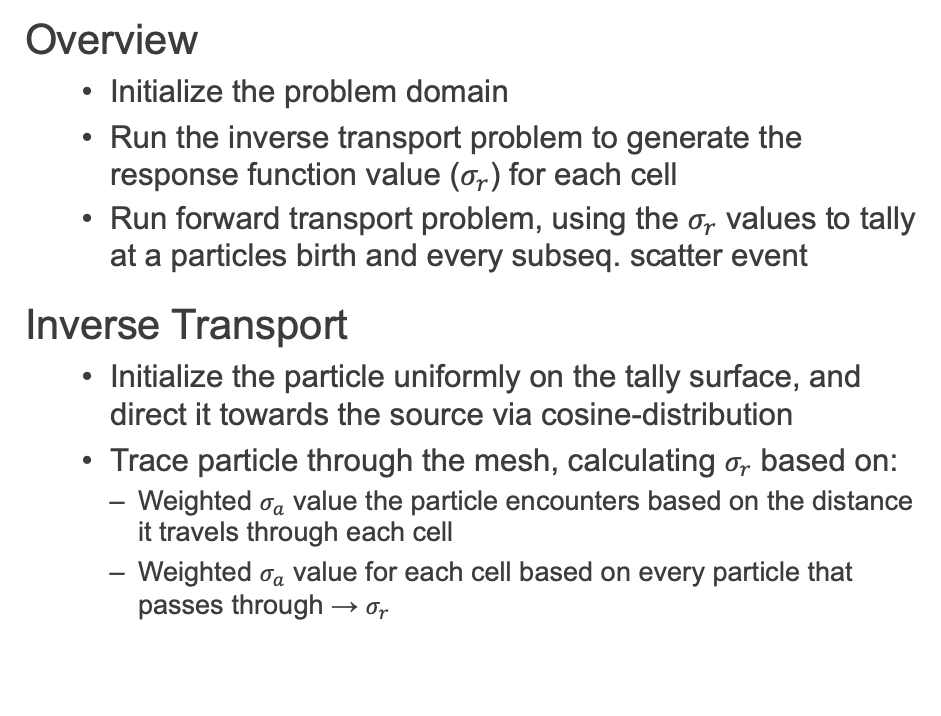 Overview
• Initialize the problem domain
• Run the inverse transport problem to generate the
response function value (σᵣ) for each cell
• Run forward transport problem, using the σᵣ values to tally
at a particles birth and every subseq. scatter event
Inverse Transport
• Initialize the particle uniformly on the tally surface, and
direct it towards the source via cosine-distribution
• Trace particle through the mesh, calculating σᵣ based on:
– Weighted σₐ value the particle encounters based on the distance
it travels through each cell
– Weighted σₐ value for each cell based on every particle that
passes through → σᵣ